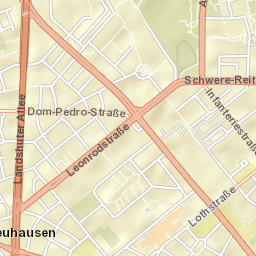 A
Schwere-Reit
Dom-Pedro-Straße
Infanteriestraße
Landshuter Allee
Leonrodstraße
Lothstraße
euhausen